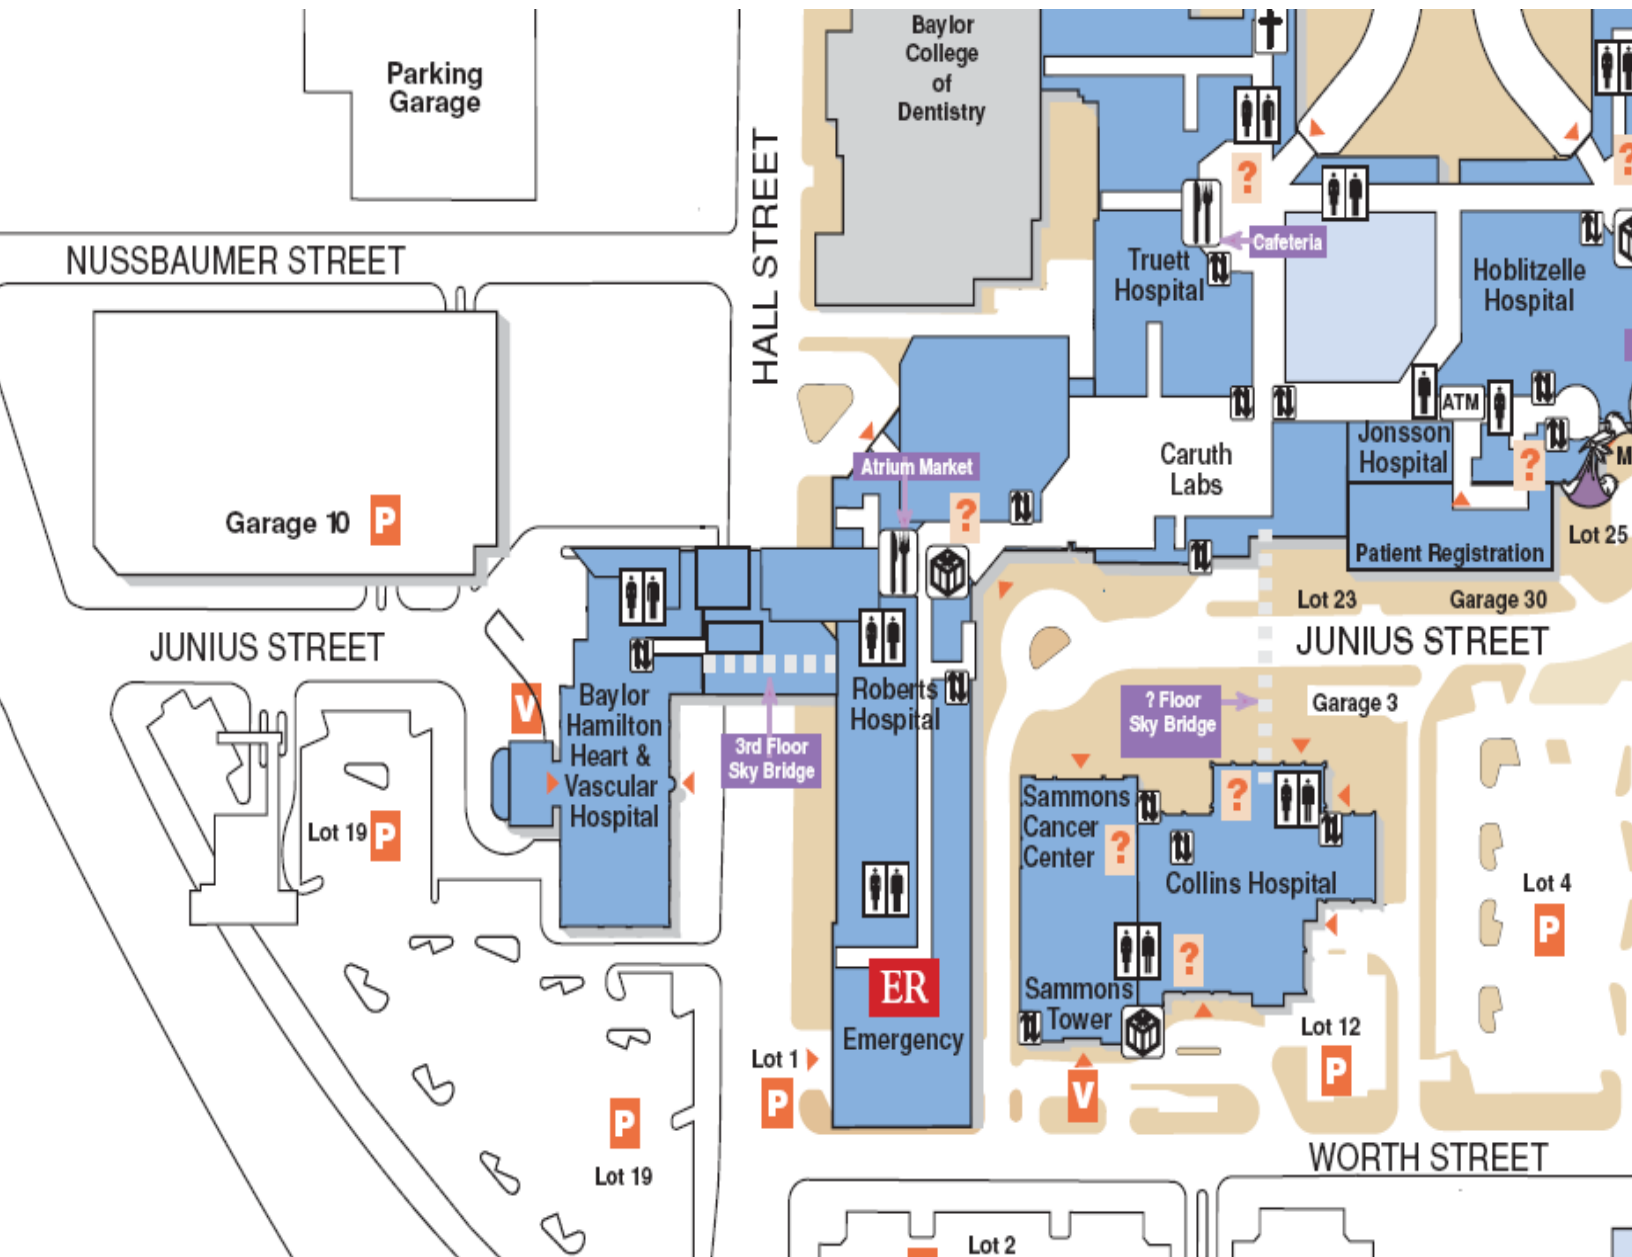 Baylor
College
of
Dentistry
Parking
Garage
HALL STREET
?
?
NUSSBAUMER STREET
Cafeteria
Truett
Hospital
Hoblitzelle
Hospital
ATM
Jonsson
Hospital
?
M
Atrium Market
Caruth
Labs
Garage 10
P
?
Lot 25
Patient Registration
Lot 23
Garage 30
JUNIUS STREET
JUNIUS STREET
V
Baylor
Hamilton
Heart &
Vascular
Hospital
Roberts
Hospital
3rd Floor
Sky Bridge
? Floor
Sky Bridge
Garage 3
Lot 19
P
Sammons
Cancer
Center
?
?
Collins Hospital
Lot 4
P
?
Sammons
Tower
ER
Emergency
Lot 12
P
Lot 1
P
V
P
Lot 19
WORTH STREET
Lot 2